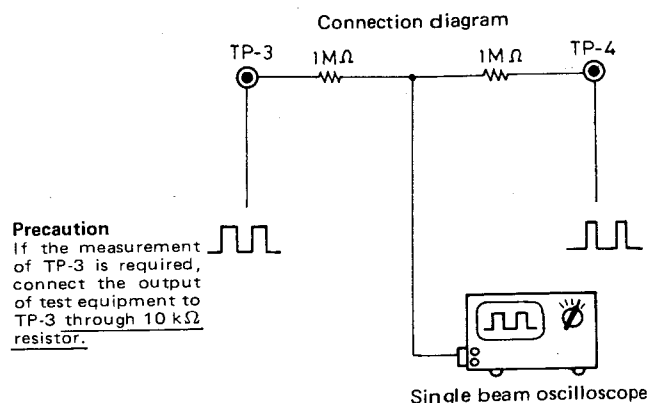 Connection diagram
TP-3
1MΩ
1MΩ
TP-4
Precaution
If the measurement
of TP-3 is required,
connect the output
of test equipment to
TP-3 through 10 kΩ
resistor.
Single beam oscilloscope